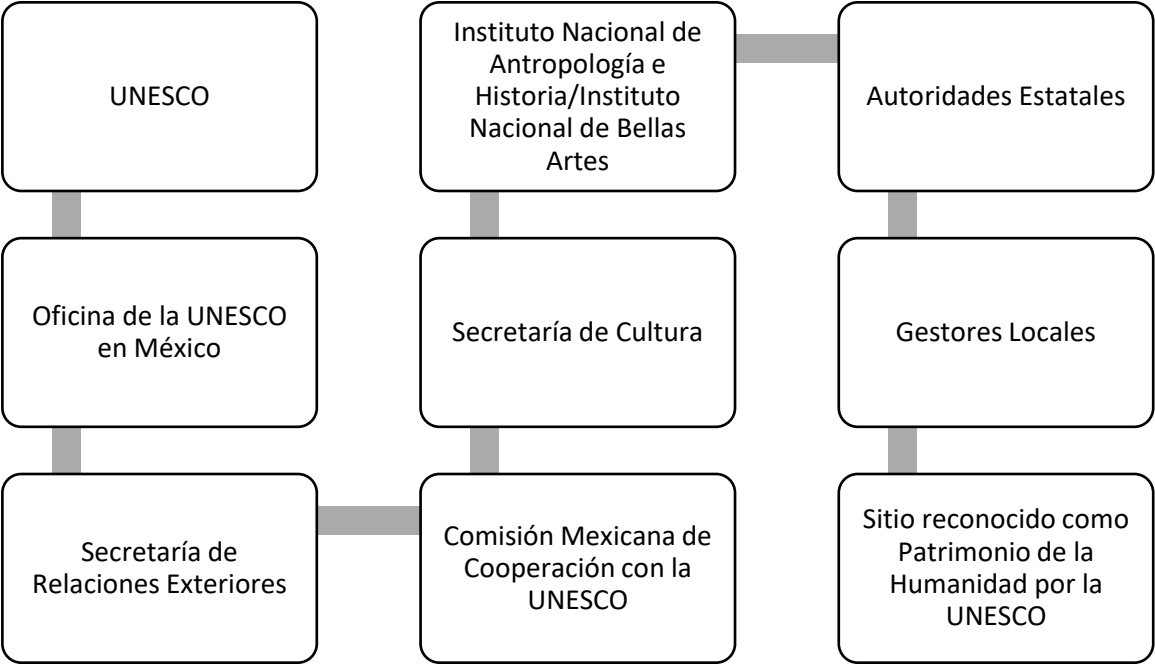 UNESCO
Oficina de la UNESCO
en México
Secretaría de
Relaciones Exteriores
Comisión Mexicana de
Cooperación con la
UNESCO
Secretaría de Cultura
Instituto Nacional de
Antropología e
Historia/Instituto
Nacional de Bellas
Artes
Autoridades Estatales
Gestores Locales
Sitio reconocido como
Patrimonio de la
Humanidad por la
UNESCO